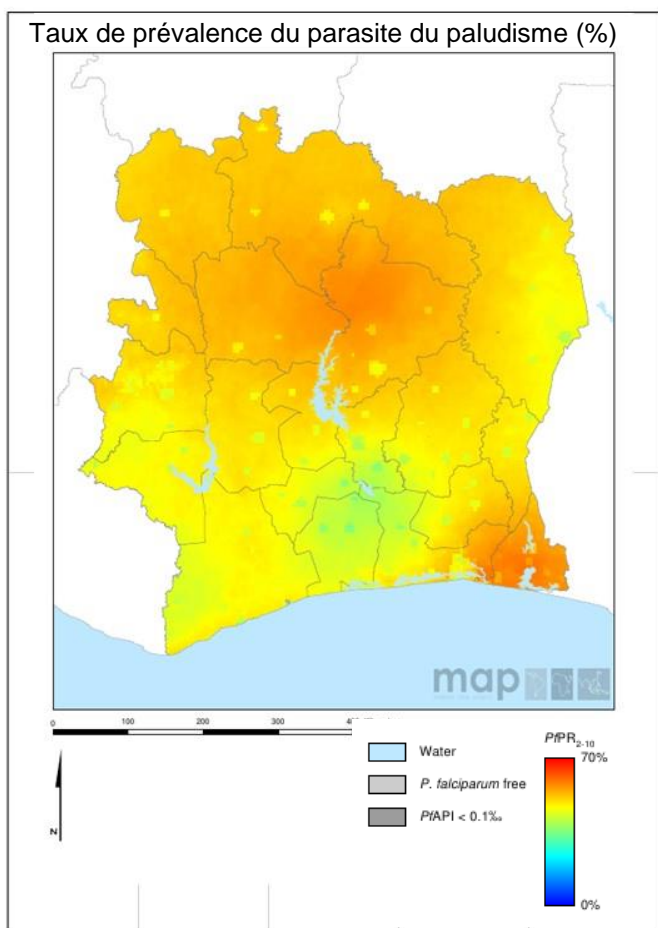 Taux de prévalence du parasite du paludisme (%)
map
0 100 200 300
Water
P. falciparum free
PfAPI < 0.1‰
PfPR2-10
70%
0%
N